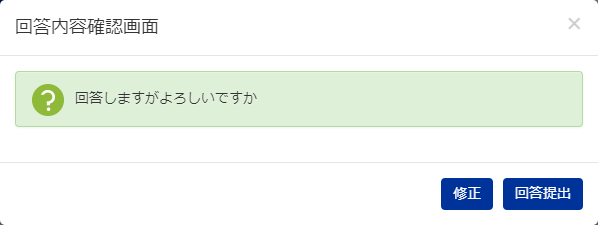 回答内容確認画面
×
?
回答しますがよろしいですか
修正
回答提出